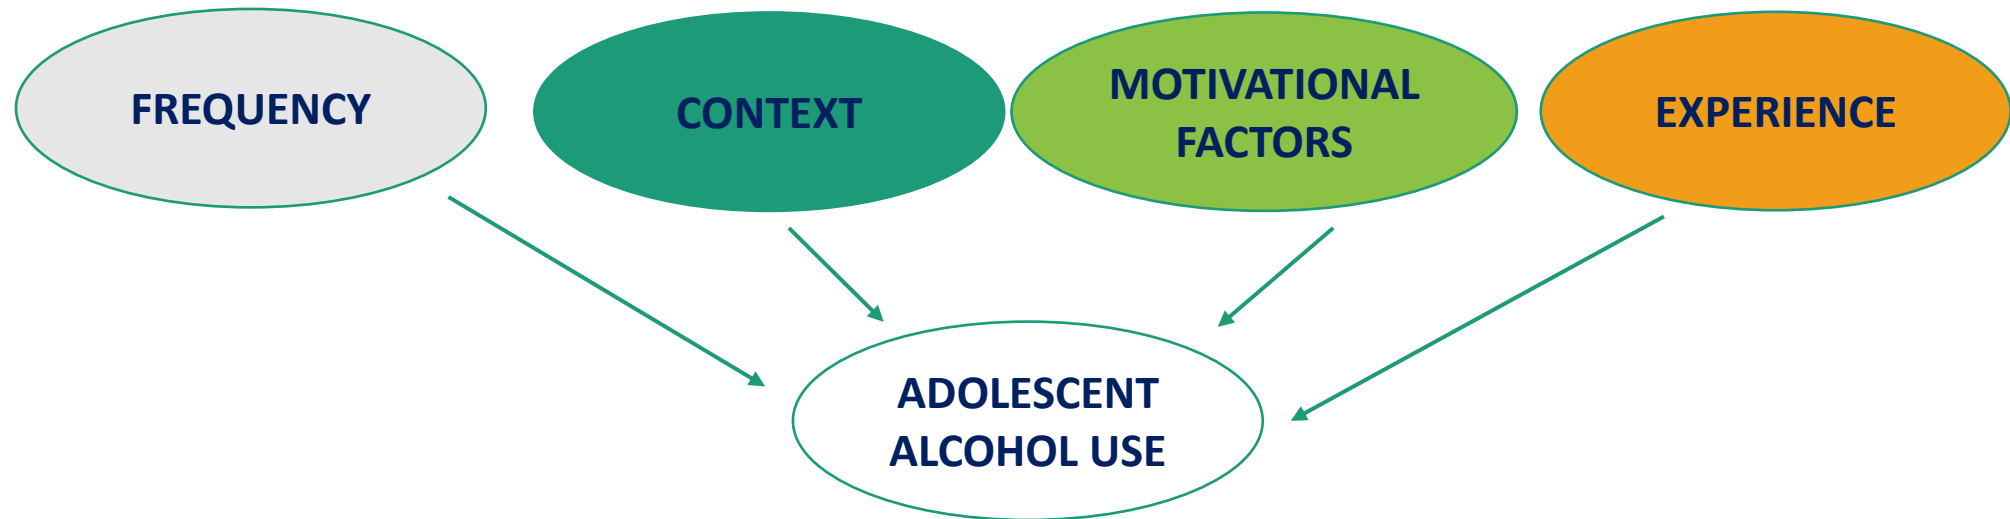 FREQUENCY
CONTEXT
MOTIVATIONAL
FACTORS
EXPERIENCE
ADOLESCENT
ALCOHOL USE